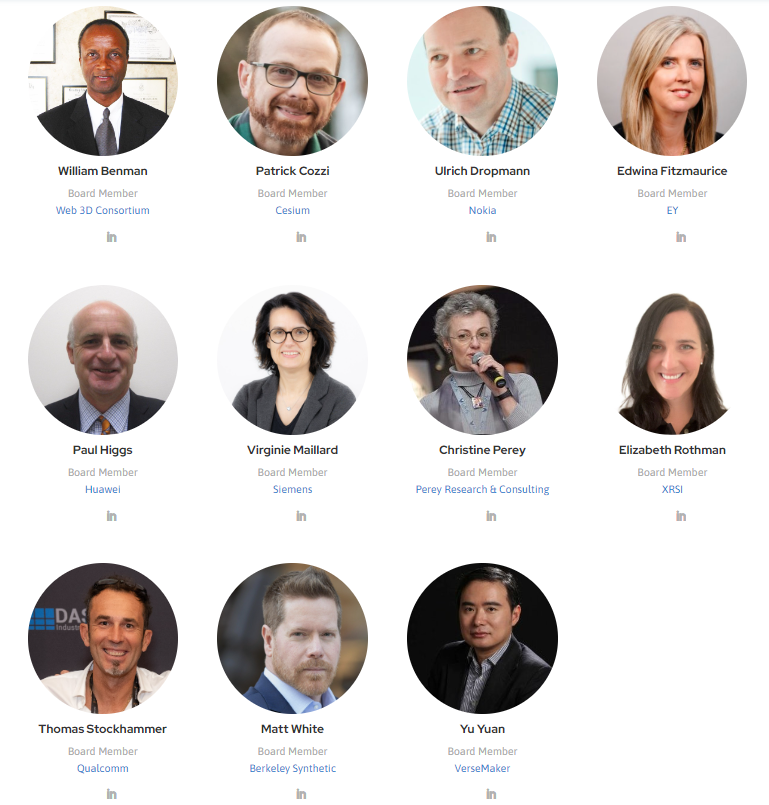 William Benman
Board Member
Web 3D Consortium
in
Patrick Cozzi
Board Member
Cesium
in
Ulrich Dropmann
Board Member
Nokia
in
Edwina Fitzmaurice
Board Member
EY
in
Paul Higgs
Board Member
Huawei
in
Virginie Maillard
Board Member
Siemens
in
Christine Perey
Board Member
Perey Research & Consulting
in
Elizabeth Rothman
Board Member
XRSI
in
DAS
Indust
Thomas Stockhammer
Board Member
Qualcomm
in
Matt White
Board Member
Berkeley Synthetic
in
Yu Yuan
Board Member
VerseMaker
in